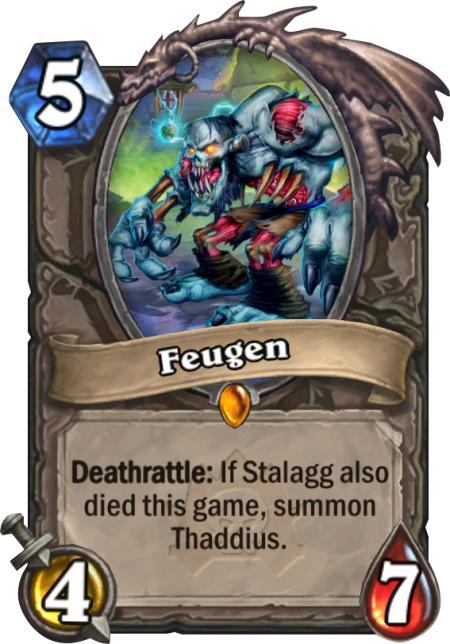 5
Feugen
Deathrattle: If Stalagg also
died this game, summon
Thaddius.
4
7